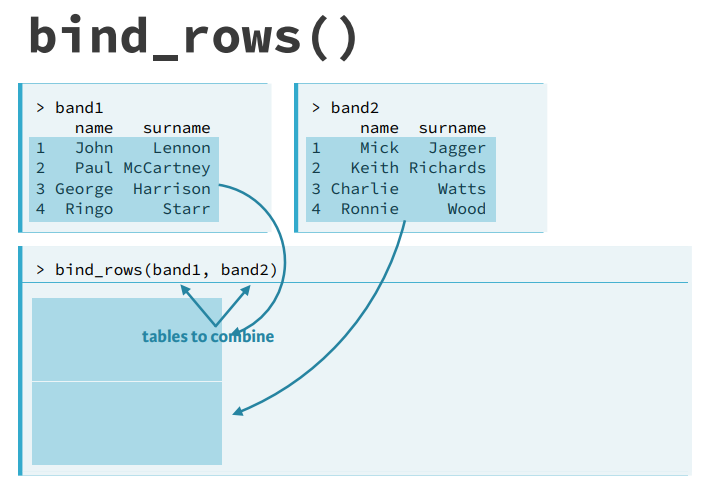 bind_rows()
> band1
name surname
1 John Lennon
2 Paul McCartney
3 George Harrison
4 Ringo Starr
> band2
name surname
1 Mick Jagger
2 Keith Richards
3 Charlie Watts
4 Ronnie Wood
> bind_rows(band1, band2)
tables to combine